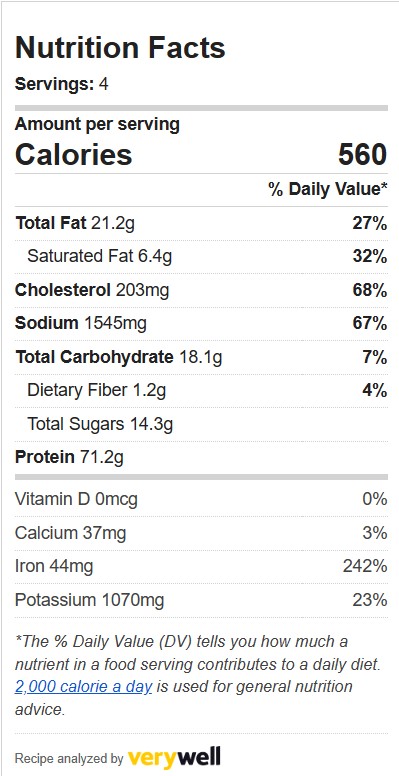 Nutrition Facts
Servings: 4
Amount per serving
Calories 560
% Daily Value*
Total Fat 21.2g 27%
Saturated Fat 6.4g 32%
Cholesterol 203mg 68%
Sodium 1545mg 67%
Total Carbohydrate 18.1g 7%
Dietary Fiber 1.2g 4%
Total Sugars 14.3g
Protein 71.2g
Vitamin D 0mcg 0%
Calcium 37mg 3%
Iron 44mg 242%
Potassium 1070mg 23%
*The % Daily Value (DV) tells you how much a
nutrient in a food serving contributes to a daily diet.
2,000 calorie a day is used for general nutrition
advice.
Recipe analyzed by verywell